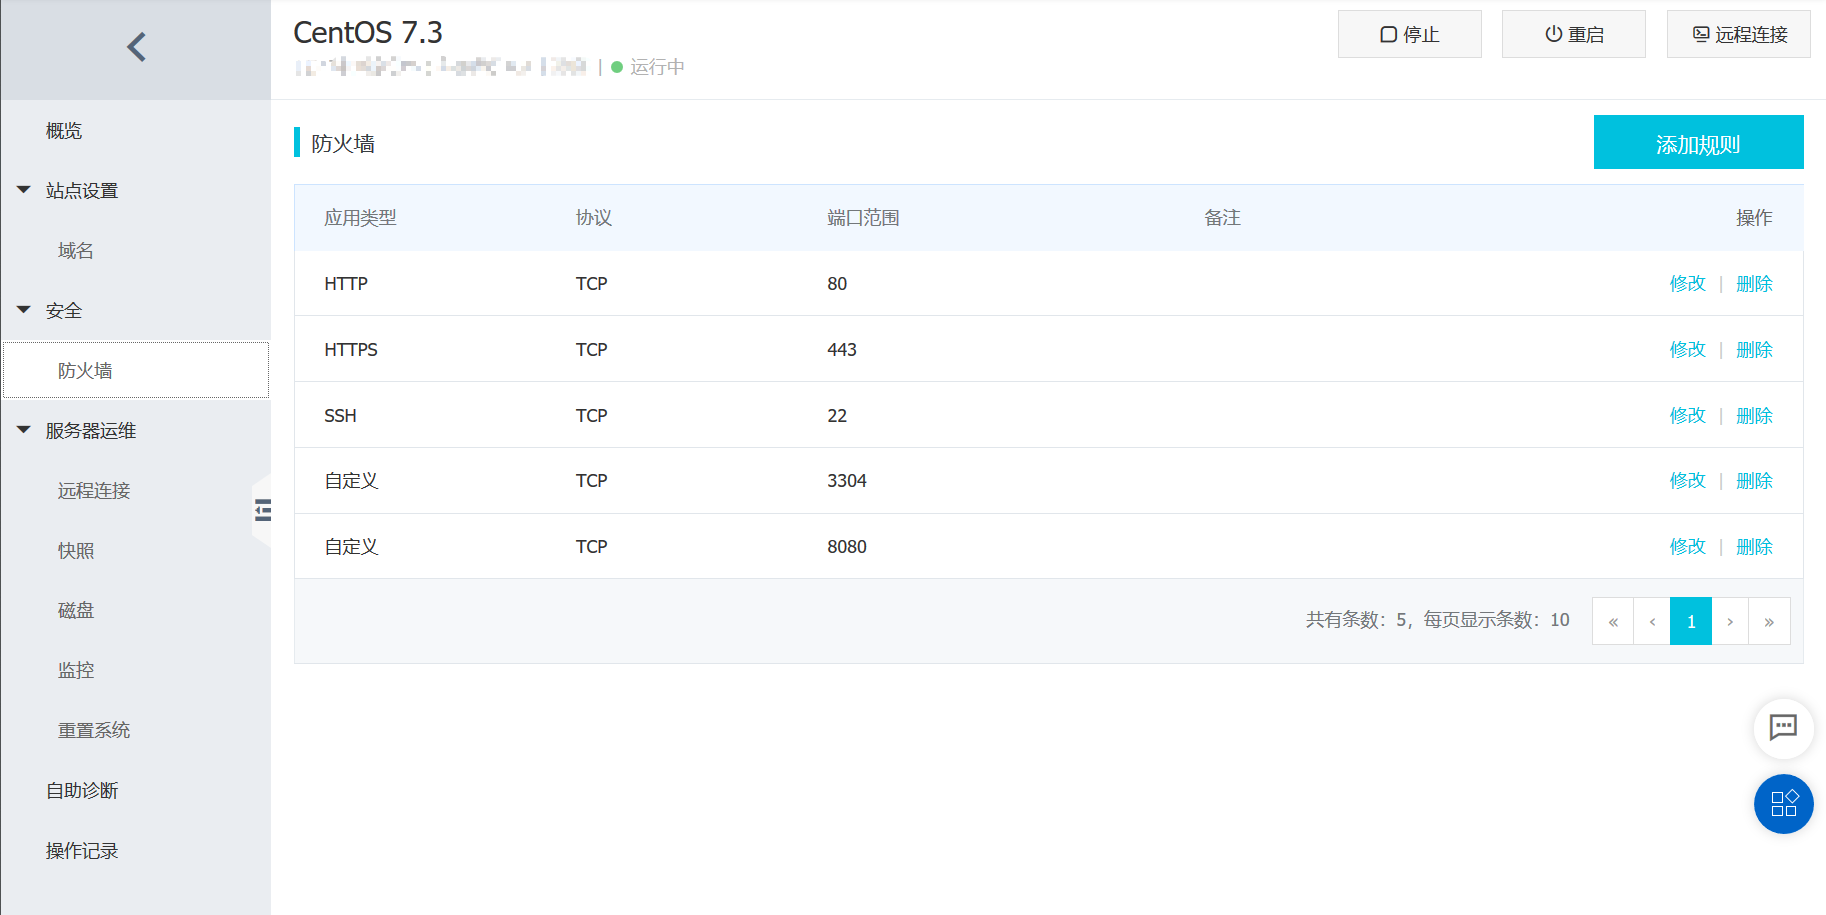 CentOS 7.3
停止
重启
远程连接
| 运行中
概览
站点设置
域名
安全
防火墙
服务器运维
远程连接
快照
磁盘
监控
重置系统
自助诊断
操作记录
防火墙
添加规则
应用类型 协议 端口范围 备注 操作
HTTP TCP 80 修改 | 删除
HTTPS TCP 443 修改 | 删除
SSH TCP 22 修改 | 删除
自定义 TCP 3304 修改 | 删除
自定义 TCP 8080 修改 | 删除
共有条数：5，每页显示条数：10 « ‹ 1 › »